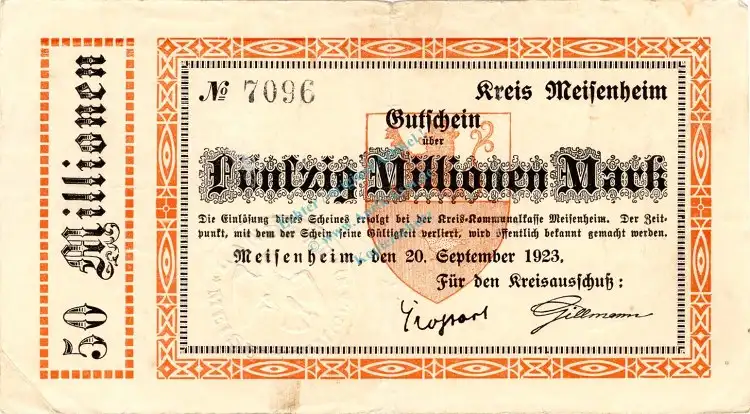 50 Millionen
№ 7096
Kreis Meisenheim
Gutschein
über
Fünfzig Millionen Mark
Die Einlösung dieses Scheines erfolgt bei der Kreis-Kommunalkasse Meisenheim. Der Zeit-
punkt, mit dem der Schein seine Gültigkeit verliert, wird öffentlich bekannt gemacht werden.
Meisenheim, den 20. September 1923.
Für den Kreisausschuß:
Gillmann